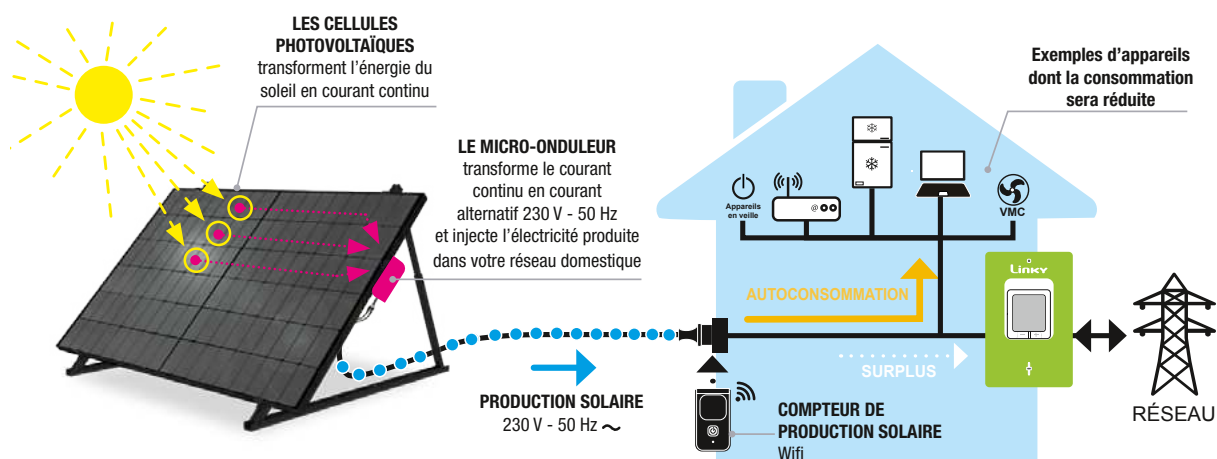 LES CELLULES
PHOTOVOLTAÏQUES
transforment l'énergie du
soleil en courant continu
LE MICRO-ONDULEUR
transforme le courant
continu en courant
alternatif 230 V - 50 Hz
et injecte l'électricité produite
dans votre réseau domestique
Exemples d'appareils
dont la consommation
sera réduite
Appareils
en veille
@
VMC
Linky
AUTOCONSOMMATION
SURPLUS
PRODUCTION SOLAIRE
230 V - 50 Hz ~
COMPTEUR DE
PRODUCTION SOLAIRE
Wifi
RÉSEAU